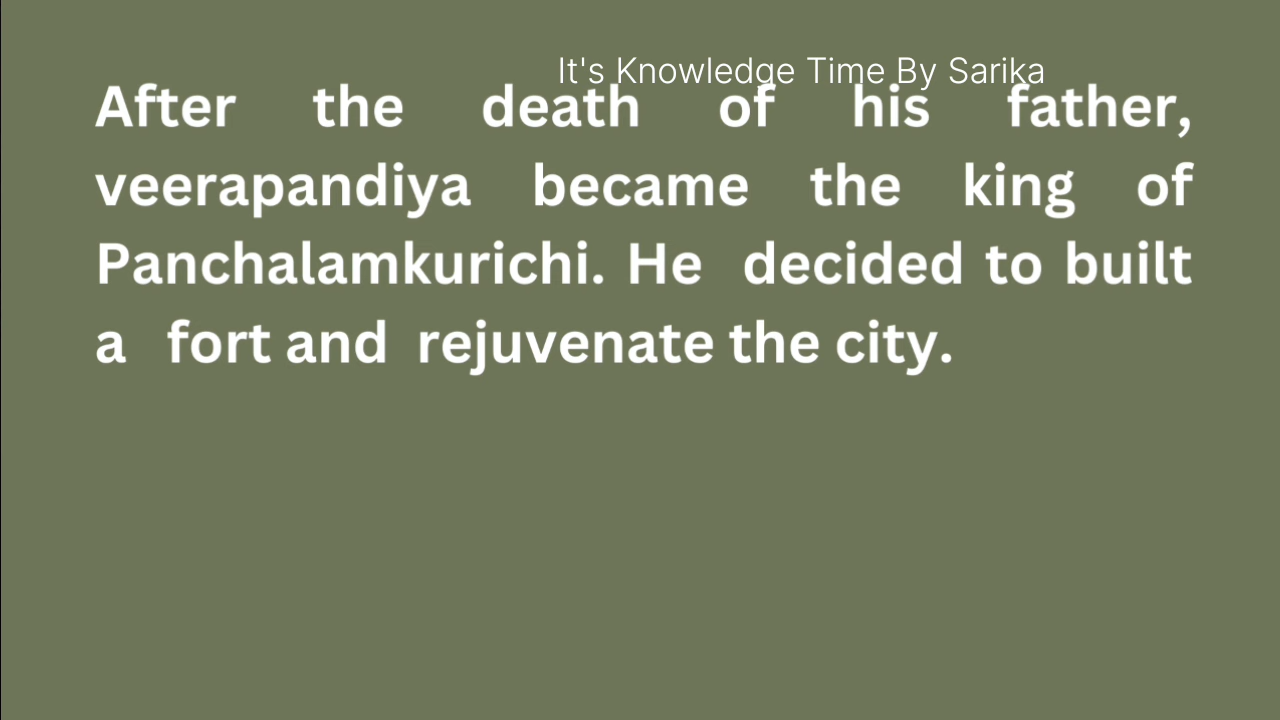 It's Knowledge Time By Sarika
After the death of his father,
veerapandiya became the king of
Panchalamkurichi. He decided to built
a fort and rejuvenate the city.